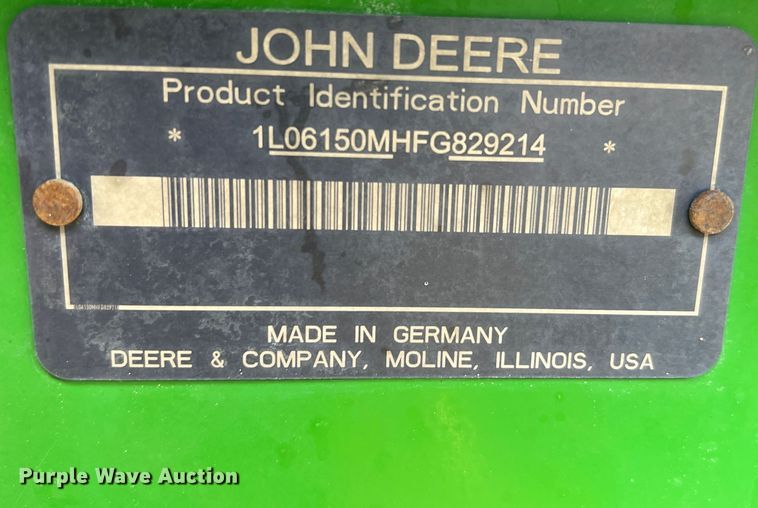 JOHN DEERE
Product Identification Number
* 1L06150MHFG829214 *
MADE IN GERMANY
DEERE & COMPANY, MOLINE, ILLINOIS, USA
Purple Wave Auction